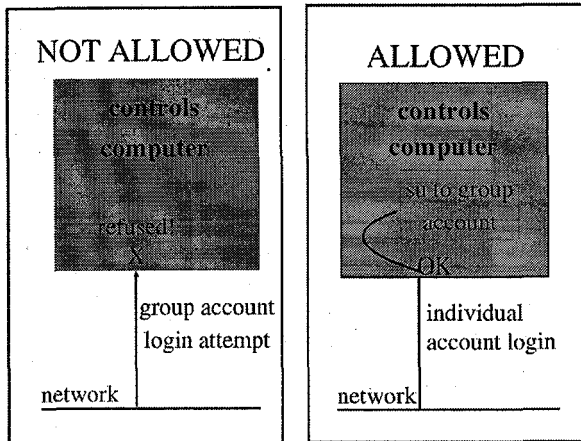 NOT ALLOWED
controls
computer
refused!
X
group account
login attempt
network
ALLOWED
controls
computer
su to group
account
OK
individual
account login
network